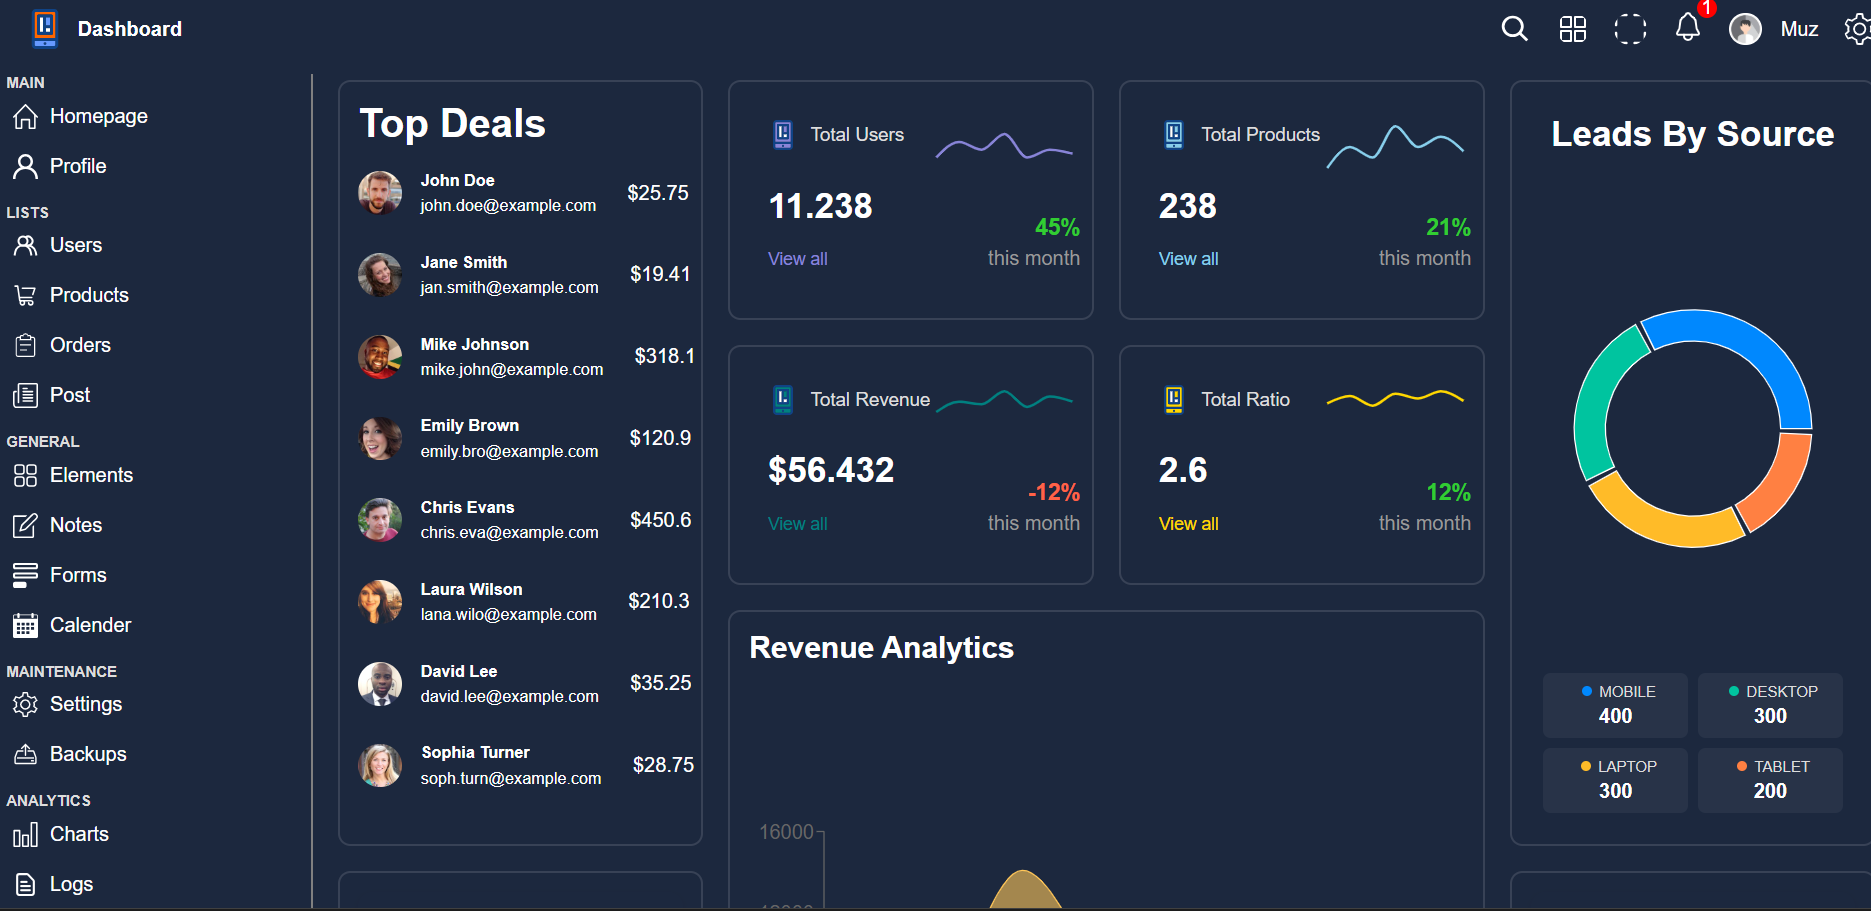 Dashboard
1
Muz
MAIN
Homepage
Profile
LISTS
Users
Products
Orders
Post
GENERAL
Elements
Notes
Forms
Calender
MAINTENANCE
Settings
Backups
ANALYTICS
Charts
Logs
Top Deals
John Doe
john.doe@example.com
$25.75
Jane Smith
jan.smith@example.com
$19.41
Mike Johnson
mike.john@example.com
$318.1
Emily Brown
emily.bro@example.com
$120.9
Chris Evans
chris.eva@example.com
$450.6
Laura Wilson
lana.wilo@example.com
$210.3
David Lee
david.lee@example.com
$35.25
Sophia Turner
soph.turn@example.com
$28.75
Total Users
11.238
45%
View all
this month
Total Products
238
21%
View all
this month
Total Revenue
$56.432
-12%
View all
this month
Total Ratio
2.6
12%
View all
this month
Revenue Analytics
16000
Leads By Source
MOBILE
400
DESKTOP
300
LAPTOP
300
TABLET
200